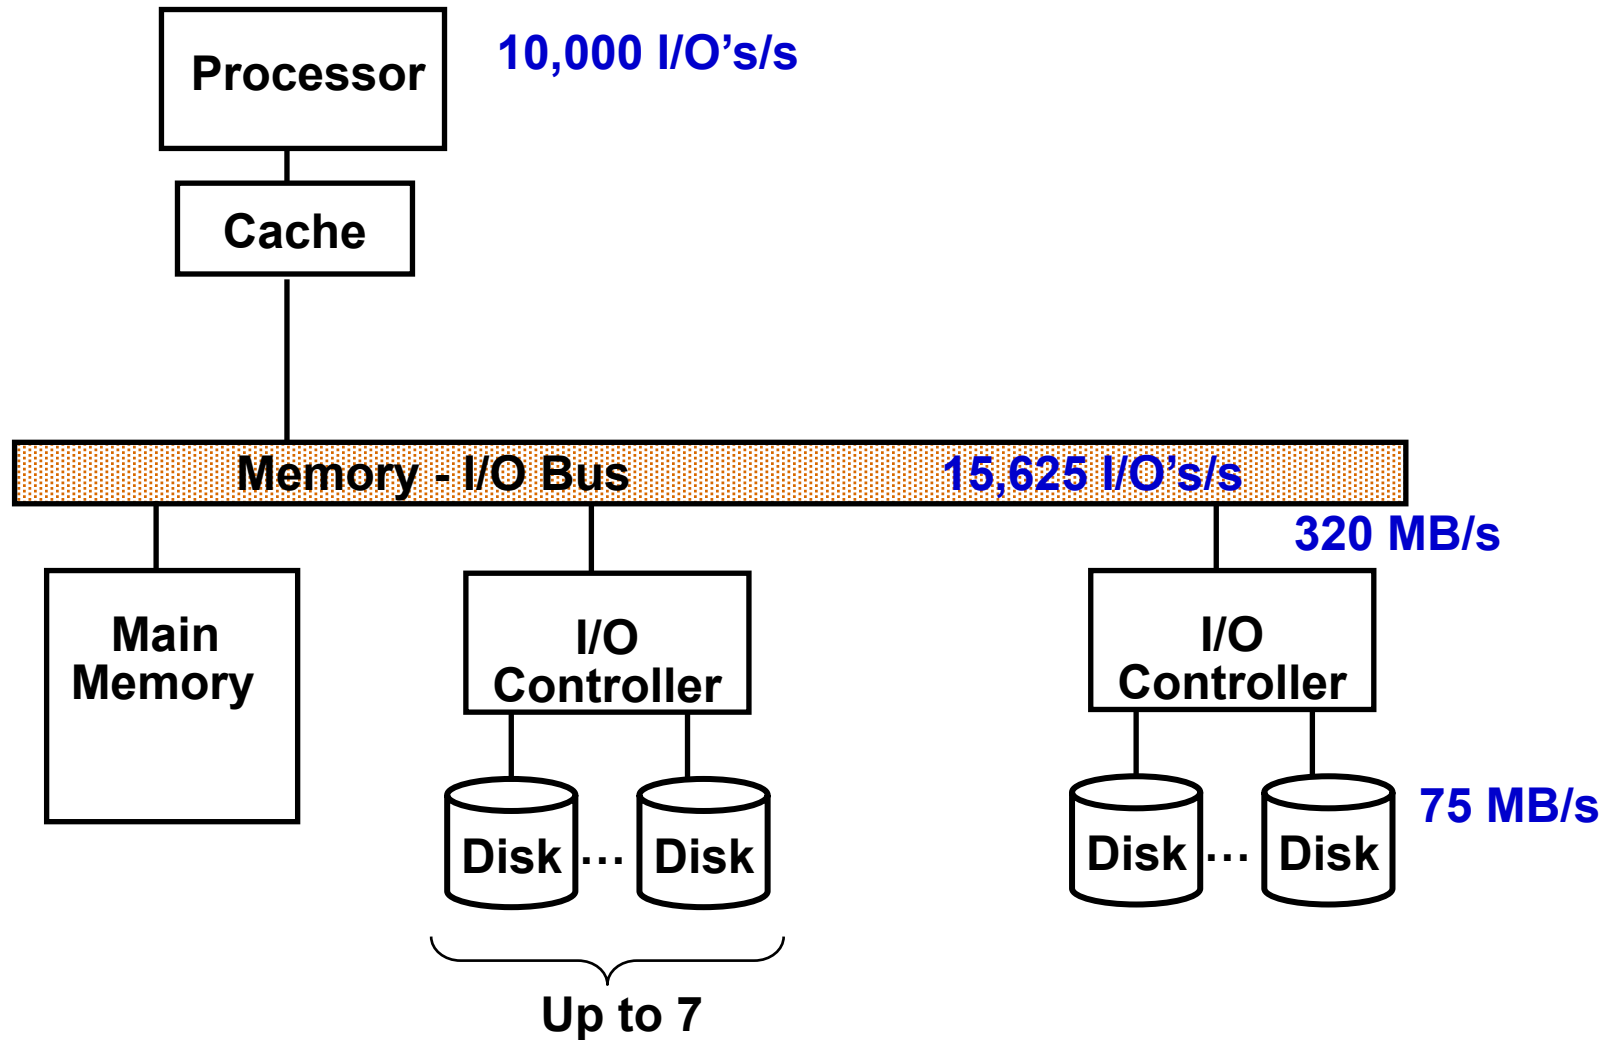 Processor
10,000 I/O’s/s
Cache
Memory - I/O Bus
15,625 I/O’s/s
320 MB/s
Main
Memory
I/O
Controller
I/O
Controller
Disk
...
Disk
Disk
...
Disk
75 MB/s
Up to 7